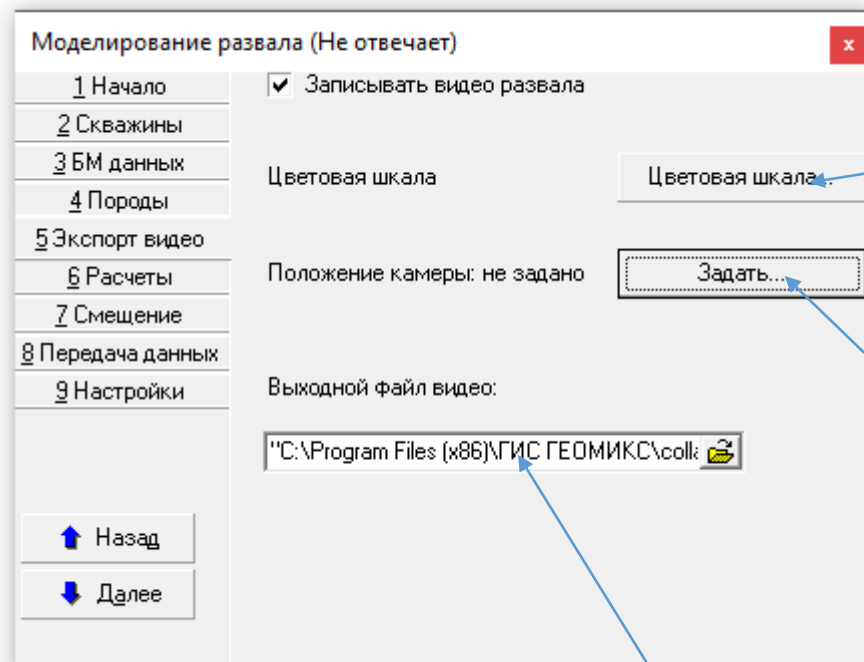 Моделирование развала (Не отвечает)
x
1 Начало
2 Скважины
3 БМ данных
4 Породы
5 Экспорт видео
6 Расчеты
7 Смещение
8 Передача данных
9 Настройки
Назад
Далее
Записывать видео развала
Цветовая шкала
Цветовая шкала...
Положение камеры: не задано
Задать...
Выходной файл видео:
"C:\Program Files (x86)\ГИС ГЕОМИКС\colla